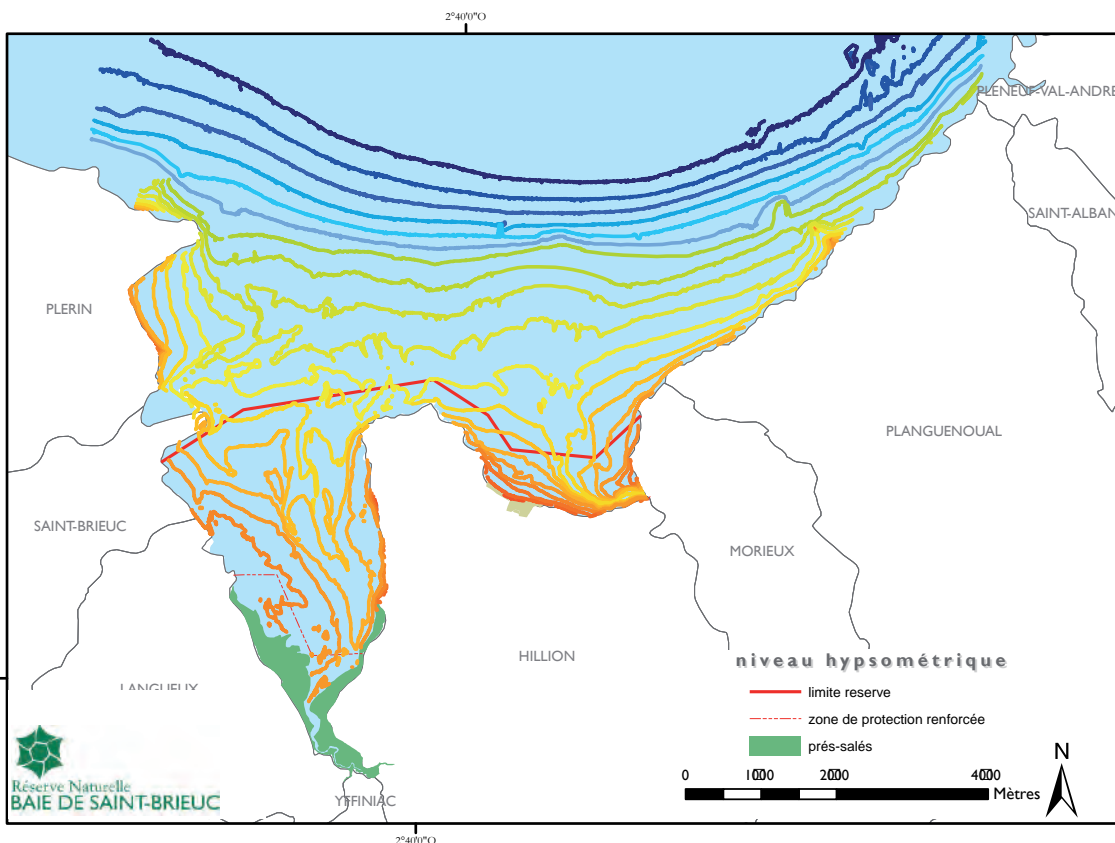 2°40'0"O
PLENEUF-VAL-ANDRE
SAINT-ALBAN
PLERIN
PLANGUENOUAL
SAINT-BRIEUC
MORIEUX
HILLION
LANGUEUX
niveau hypsométrique
limite reserve
zone de protection renforcée
prés-salés
N
0 1000 2000 4000
Mètres
Réserve Naturelle
BAIE DE SAINT-BRIEUC
YFFINIAC
2°40'0"O